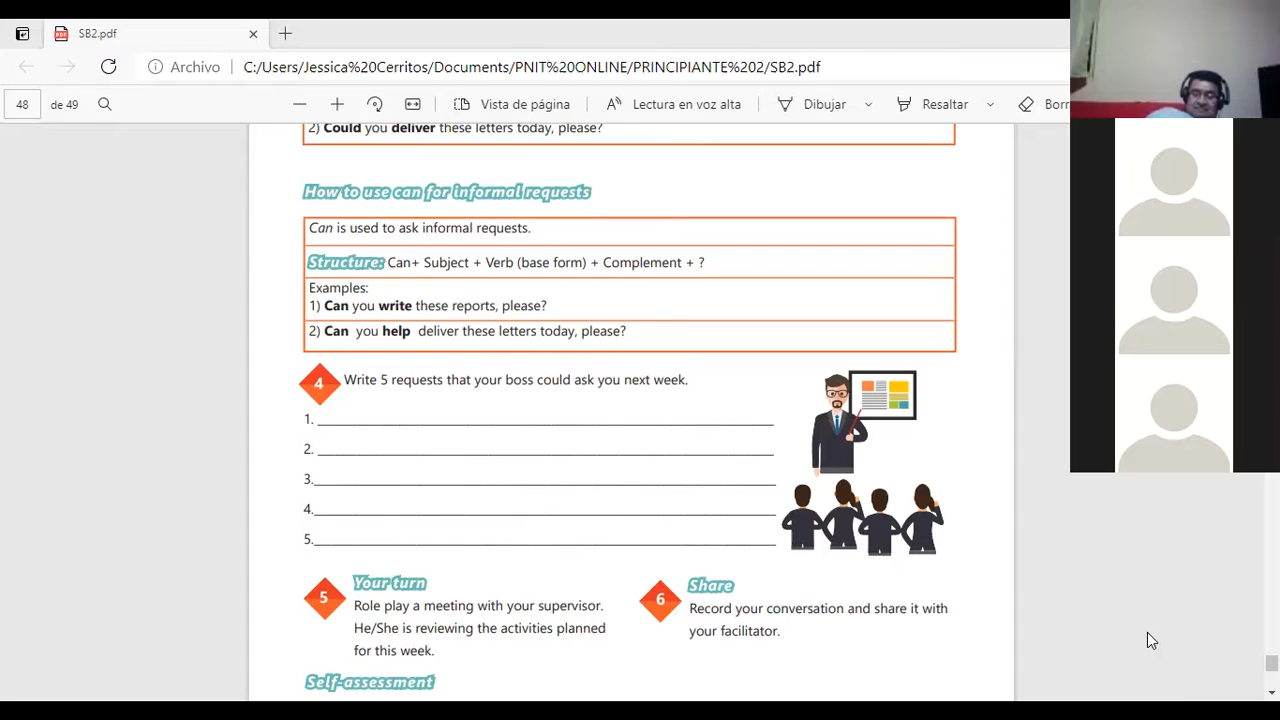 SB2.pdf
Archivo C:/Users/Jessica%20Cerritos/Documents/PNIT%20ONLINE/PRINCIPIANTE%202/SB2.pdf
48 de 49 Vista de página Lectura en voz alta Dibujar Resaltar Borr
2) Could you deliver these letters today, please?
How to use can for informal requests
Can is used to ask informal requests.
Structure: Can+ Subject + Verb (base form) + Complement + ?
Examples:
1) Can you write these reports, please?
2) Can you help deliver these letters today, please?
4 Write 5 requests that your boss could ask you next week.
1.
2.
3.
4.
5.
5 Your turn
Role play a meeting with your supervisor.
He/She is reviewing the activities planned
for this week.
6 Share
Record your conversation and share it with
your facilitator.
Self-assessment